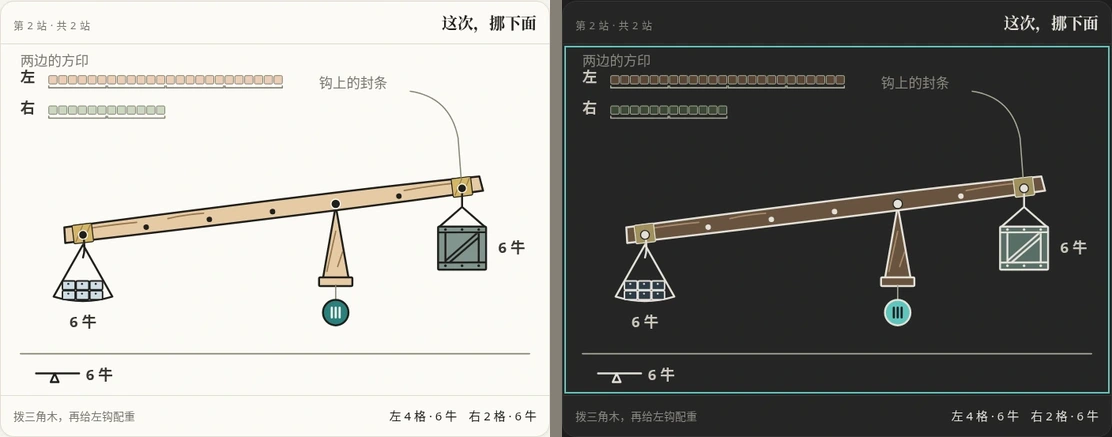 第 2 站 · 共 2 站
这次，挪下面
两边的方印
左
钩上的封条
右
6 牛
III
6 牛
6 牛
拨三角木，再给左钩配重
左 4 格 · 6 牛 右 2 格 · 6 牛
第 2 站 · 共 2 站
这次，挪下面
两边的方印
左
钩上的封条
右
6 牛
III
6 牛
6 牛
拨三角木，再给左钩配重
左 4 格 · 6 牛 右 2 格 · 6 牛